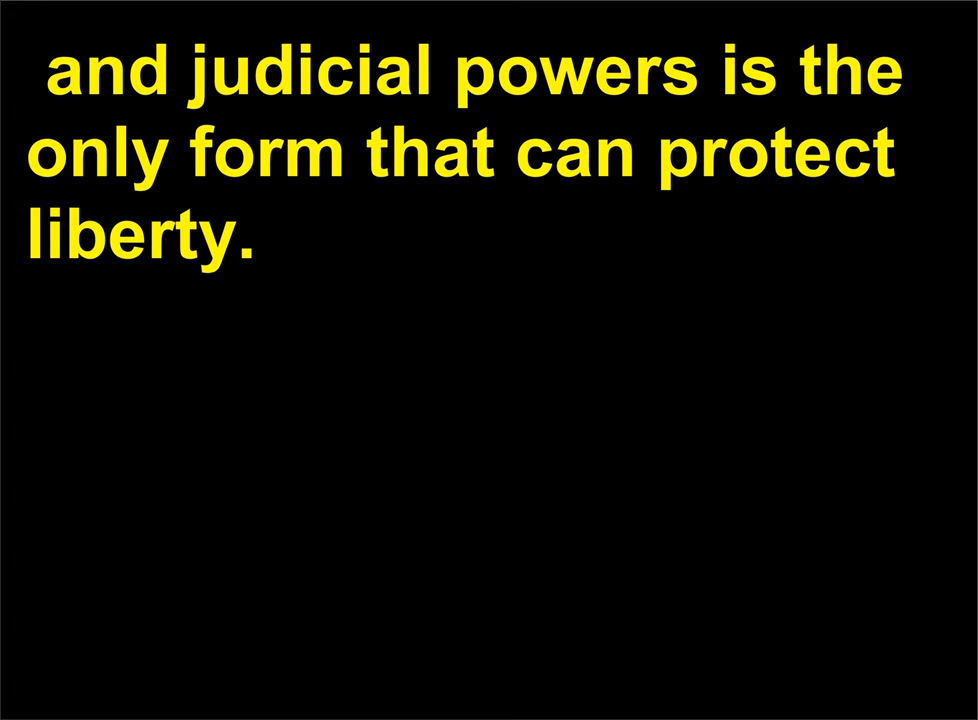 and judicial powers is the
only form that can protect
liberty.